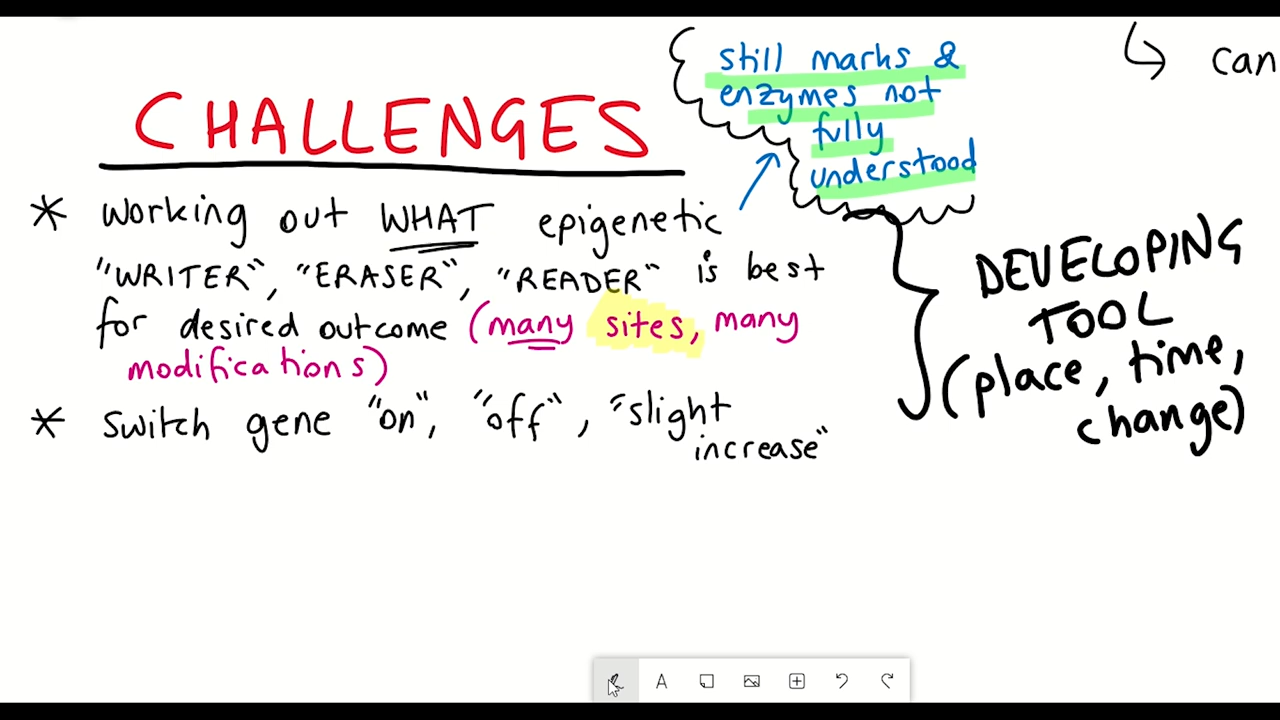 CHALLENGES
still marks &
enzymes not
fully
understood
↳ can
* working out WHAT epigenetic
"WRITER", "ERASER", "READER" is best
for desired outcome (many sites, many
modifications)
* switch gene "on", "off", "slight
increase"
DEVELOPING
TOOL
(place, time,
change)
A